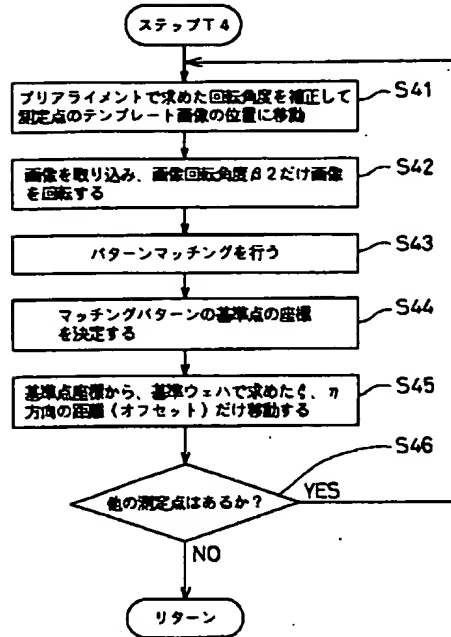 ステップT4
プリアライメントで求めた回転角度を補正して
測定点のテンプレート画像の位置に移動
S41
画像を取り込み、画像回転角度β2だけ画像
を回転する
S42
パターンマッチングを行う
S43
マッチングパターンの基準点の座標
を決定する
S44
基準点座標から、基準ウェハで求めたξ、η
方向の距離(オフセット)だけ移動する
S45
他の測定点はあるか?
S46
YES
NO
リターン